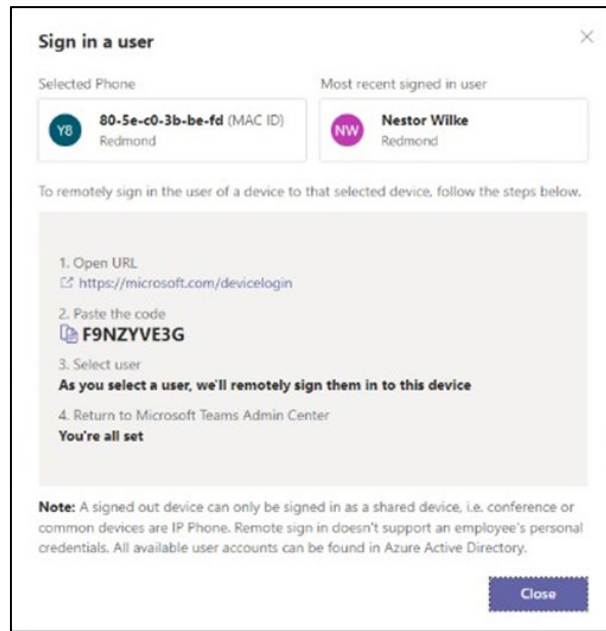 Sign in a user
Selected Phone
Most recent signed in user
Y8
80-5e-c0-3b-be-fd (MAC ID)
Redmond
NW
Nestor Wilke
Redmond
To remotely sign in the user of a device to that selected device, follow the steps below.
1. Open URL
https://microsoft.com/devicelogin
2. Paste the code
F9NZYVE3G
3. Select user
As you select a user, we'll remotely sign them in to this device
4. Return to Microsoft Teams Admin Center
You're all set
Note: A signed out device can only be signed in as a shared device, i.e. conference or
common devices are IP Phone. Remote sign in doesn't support an employee's personal
credentials. All available user accounts can be found in Azure Active Directory.
Close